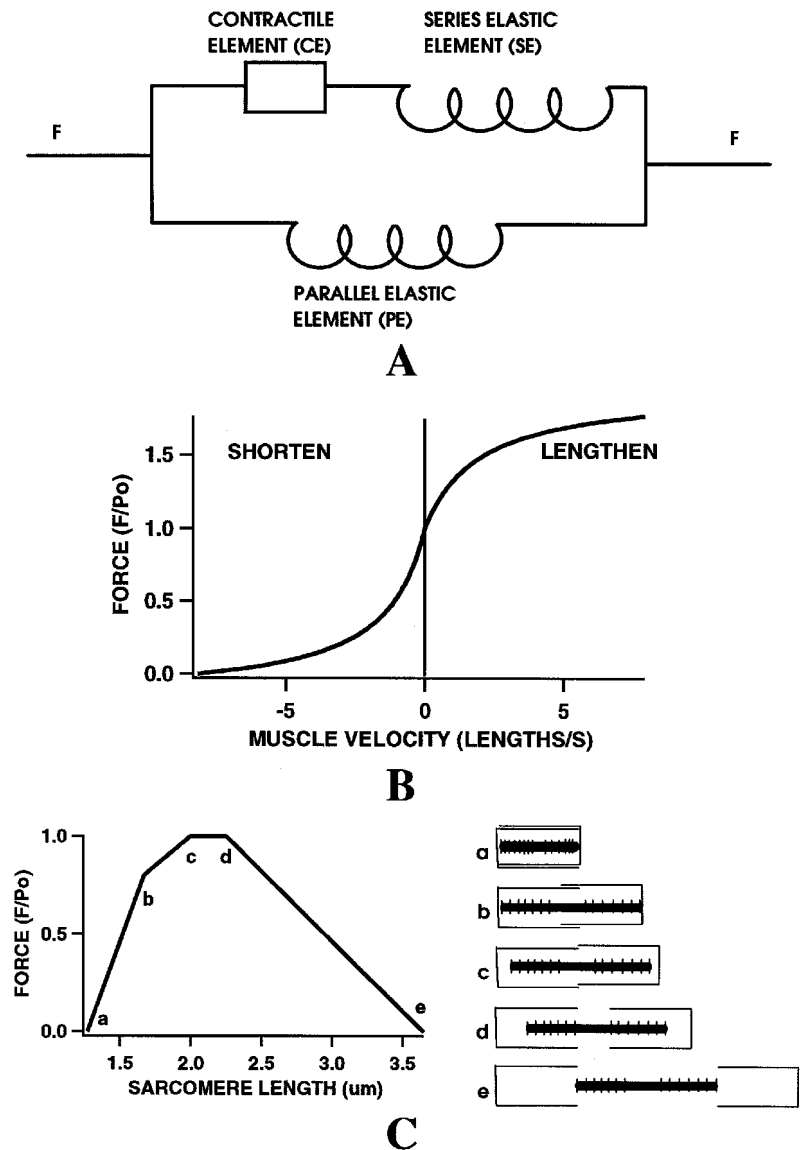 CONTRACTILE
ELEMENT (CE)
SERIES ELASTIC
ELEMENT (SE)
F
F
PARALLEL ELASTIC
ELEMENT (PE)
A
SHORTEN
LENGTHEN
FORCE (F/Po)
1.5
1.0
0.5
0.0
-5 0 5
MUSCLE VELOCITY (LENGTHS/S)
B
FORCE (F/Po)
1.0
0.5
0.0
a
b
c
d
e
1.5 2.0 2.5 3.0 3.5
SARCOMERE LENGTH (um)
a
b
c
d
e
C